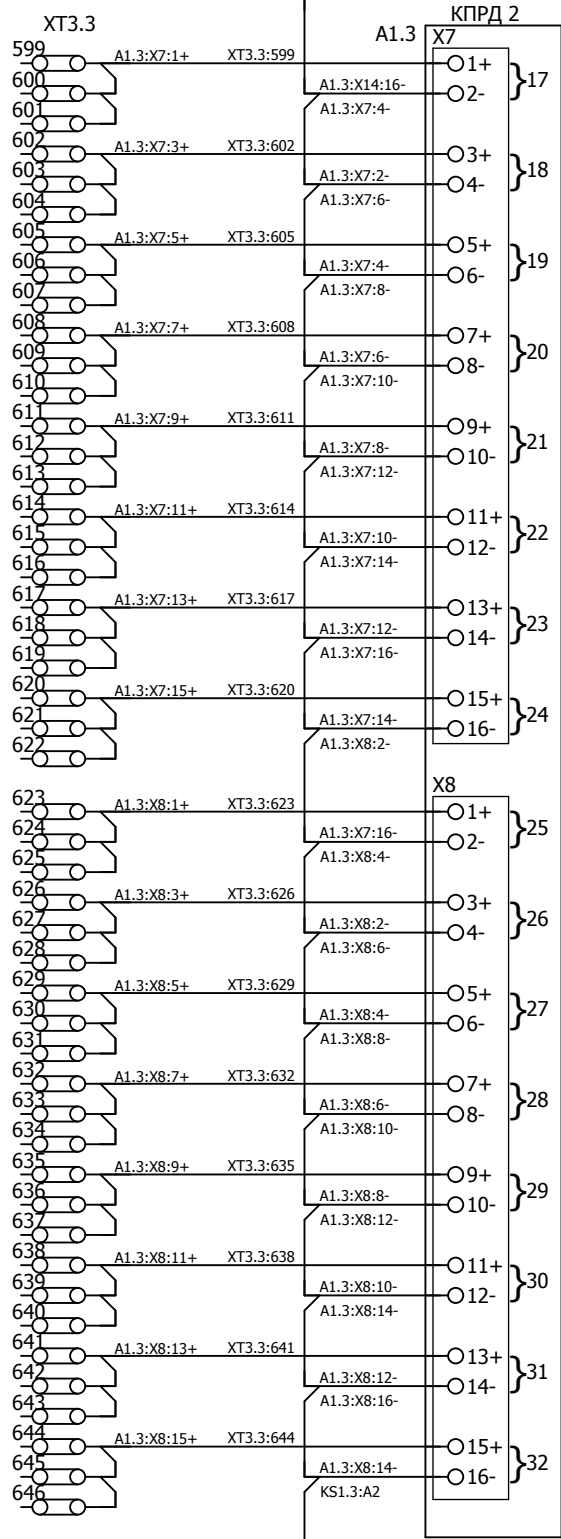 КПРД 2
XT3.3 A1.3 X7
599 A1.3:X7:1+ XT3.3:599 1+
600 A1.3:X14:16- 2- 17
601 A1.3:X7:4-
602 A1.3:X7:3+ XT3.3:602 3+
603 A1.3:X7:2- 4- 18
604 A1.3:X7:6-
605 A1.3:X7:5+ XT3.3:605 5+
606 A1.3:X7:4- 6- 19
607 A1.3:X7:8-
608 A1.3:X7:7+ XT3.3:608 7+
609 A1.3:X7:6- 8- 20
610 A1.3:X7:10-
611 A1.3:X7:9+ XT3.3:611 9+
612 A1.3:X7:8- 10- 21
613 A1.3:X7:12-
614 A1.3:X7:11+ XT3.3:614 11+
615 A1.3:X7:10- 12- 22
616 A1.3:X7:14-
617 A1.3:X7:13+ XT3.3:617 13+
618 A1.3:X7:12- 14- 23
619 A1.3:X7:16-
620 A1.3:X7:15+ XT3.3:620 15+
621 A1.3:X7:14- 16- 24
622 A1.3:X8:2-
X8
623 A1.3:X8:1+ XT3.3:623 1+
624 A1.3:X7:16- 2- 25
625 A1.3:X8:4-
626 A1.3:X8:3+ XT3.3:626 3+
627 A1.3:X8:2- 4- 26
628 A1.3:X8:6-
629 A1.3:X8:5+ XT3.3:629 5+
630 A1.3:X8:4- 6- 27
631 A1.3:X8:8-
632 A1.3:X8:7+ XT3.3:632 7+
633 A1.3:X8:6- 8- 28
634 A1.3:X8:10-
635 A1.3:X8:9+ XT3.3:635 9+
636 A1.3:X8:8- 10- 29
637 A1.3:X8:12-
638 A1.3:X8:11+ XT3.3:638 11+
639 A1.3:X8:10- 12- 30
640 A1.3:X8:14-
641 A1.3:X8:13+ XT3.3:641 13+
642 A1.3:X8:12- 14- 31
643 A1.3:X8:16-
644 A1.3:X8:15+ XT3.3:644 15+
645 A1.3:X8:14- 16- 32
646 KS1.3:A2